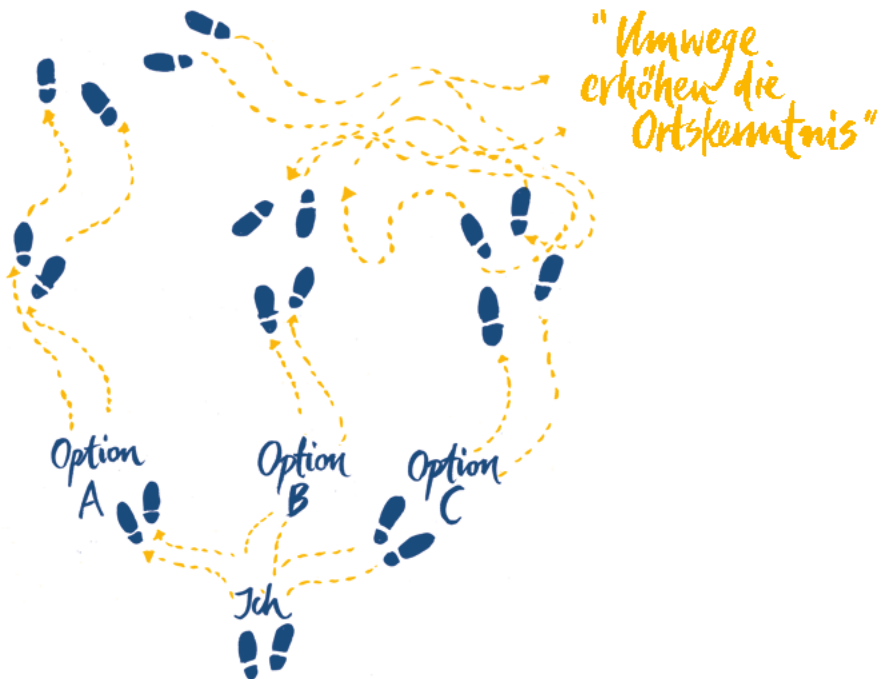 "Umwege
erhöhen die
Ortskenntnis"
Option
A
Option
B
Option
C
Ich